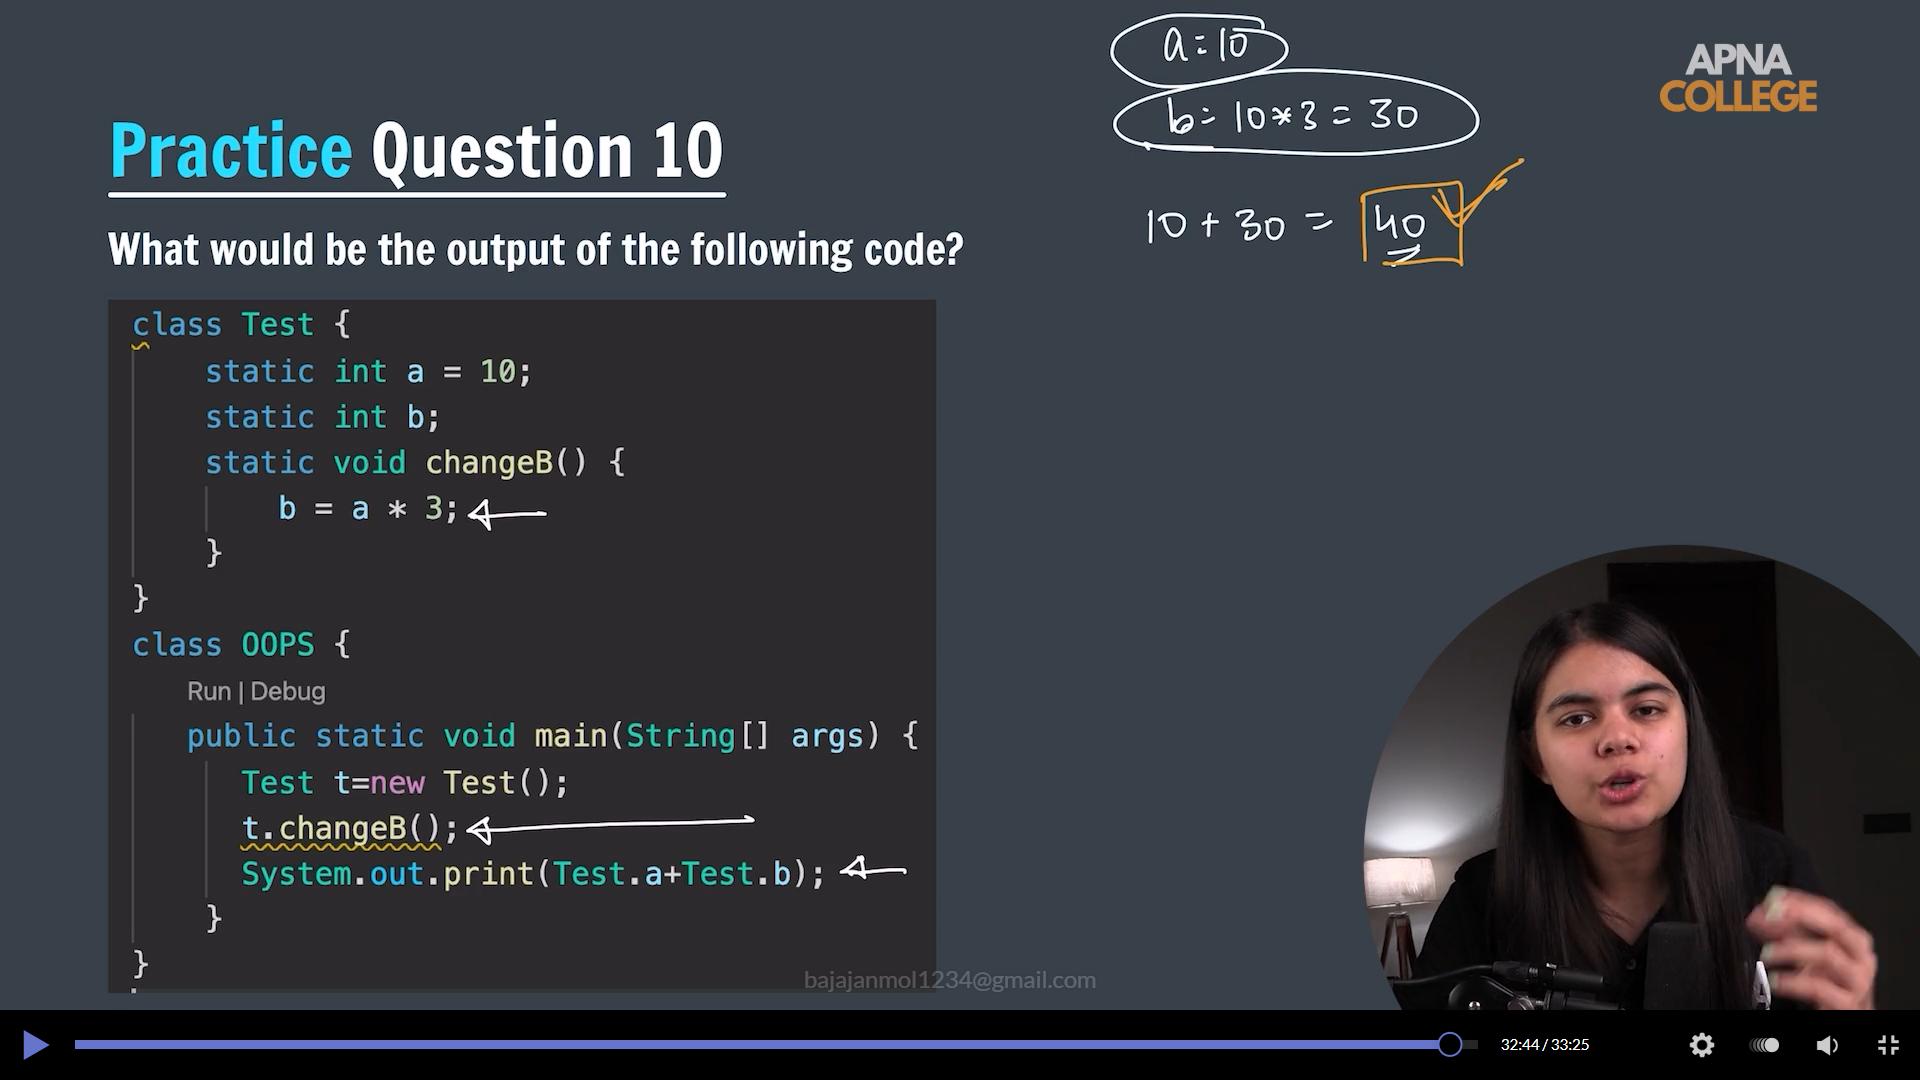 a = 10
b = 10*3 = 30
APNA
COLLEGE
Practice Question 10
10 + 30 = 40
What would be the output of the following code?
class Test {
static int a = 10;
static int b;
static void changeB() {
b = a * 3;
}
}
class OOPS {
Run | Debug
public static void main(String[] args) {
Test t=new Test();
t.changeB();
System.out.print(Test.a+Test.b);
}
}
bajajanmol1234@gmail.com
32:44 / 33:25